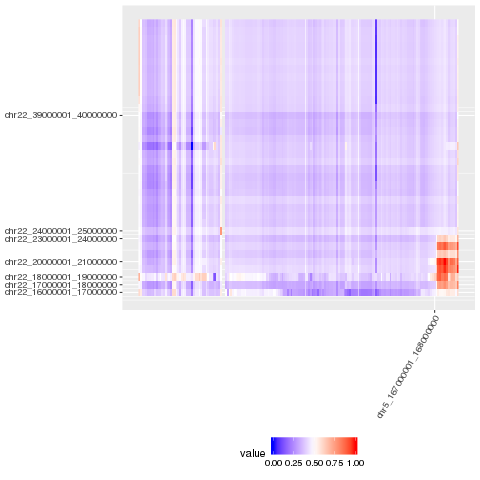 chr22_39000001_40000000
chr22_24000001_25000000
chr22_23000001_24000000
chr22_20000001_21000000
chr22_18000001_19000000
chr22_17000001_18000000
chr22_16000001_17000000
chr5_167000001_168000000
value
0.00 0.25 0.50 0.75 1.00